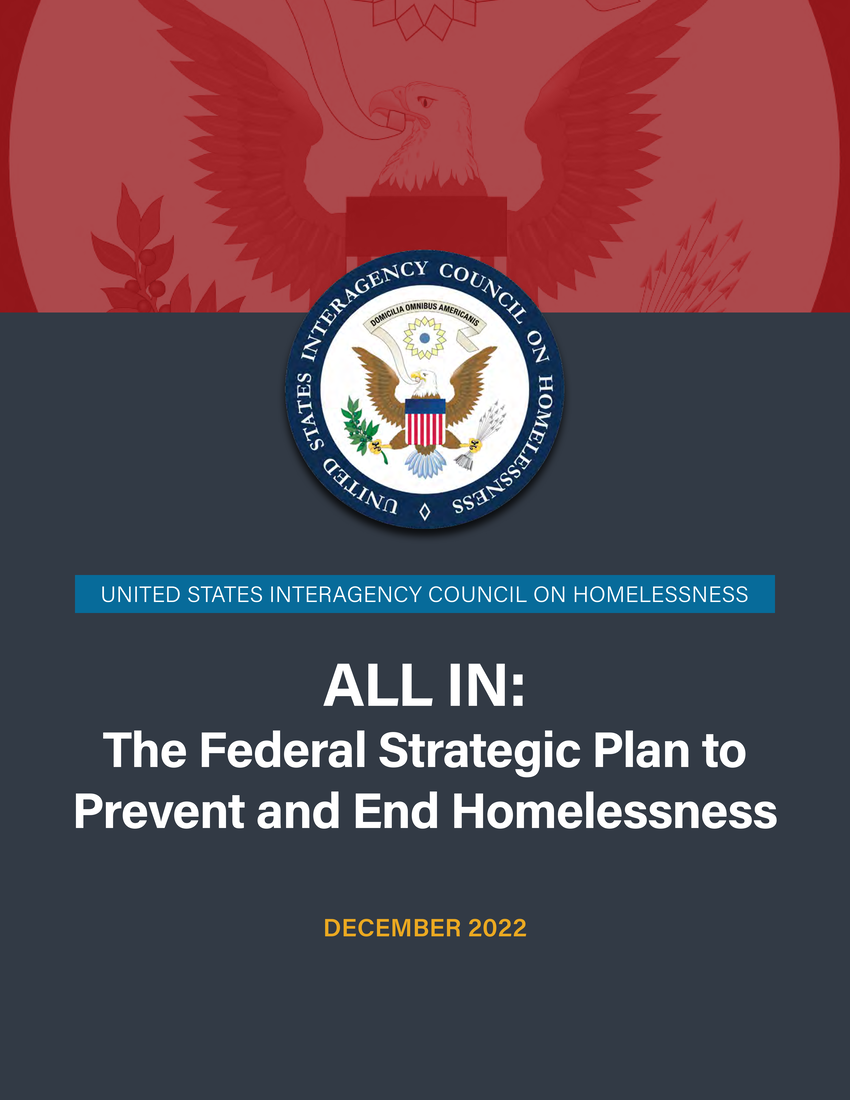 DOMICILIA OMNIBUS AMERICANIS
UNITED STATES INTERAGENCY COUNCIL ON HOMELESSNESS
UNITED STATES INTERAGENCY COUNCIL ON HOMELESSNESS
ALL IN:
The Federal Strategic Plan to
Prevent and End Homelessness
DECEMBER 2022